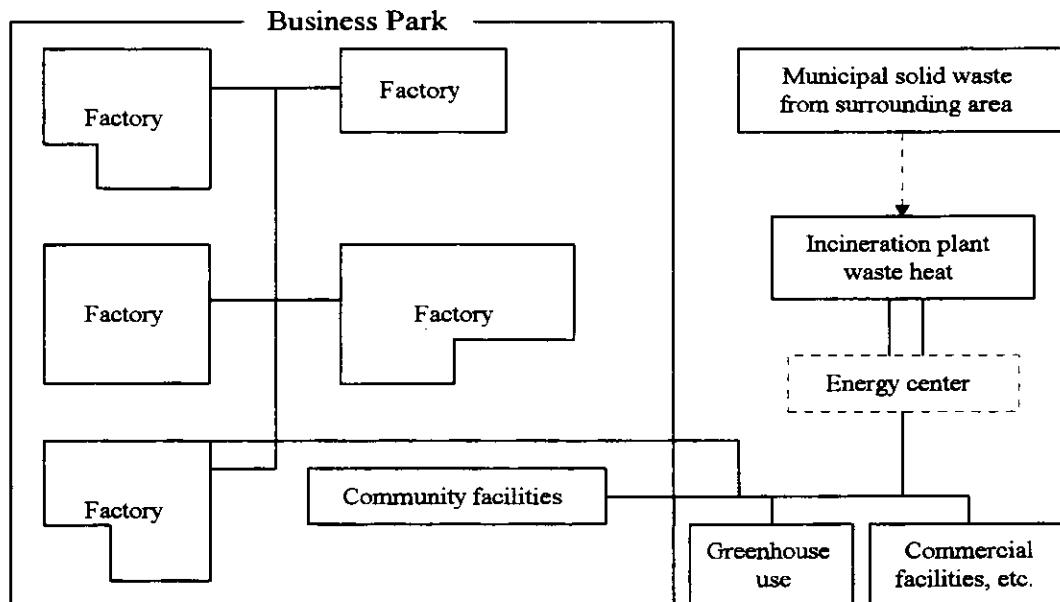 Business Park
Factory
Factory
Municipal solid waste
from surrounding area
Incineration plant
waste heat
Factory
Factory
Energy center
Factory
Community facilities
Greenhouse
use
Commercial
facilities, etc.